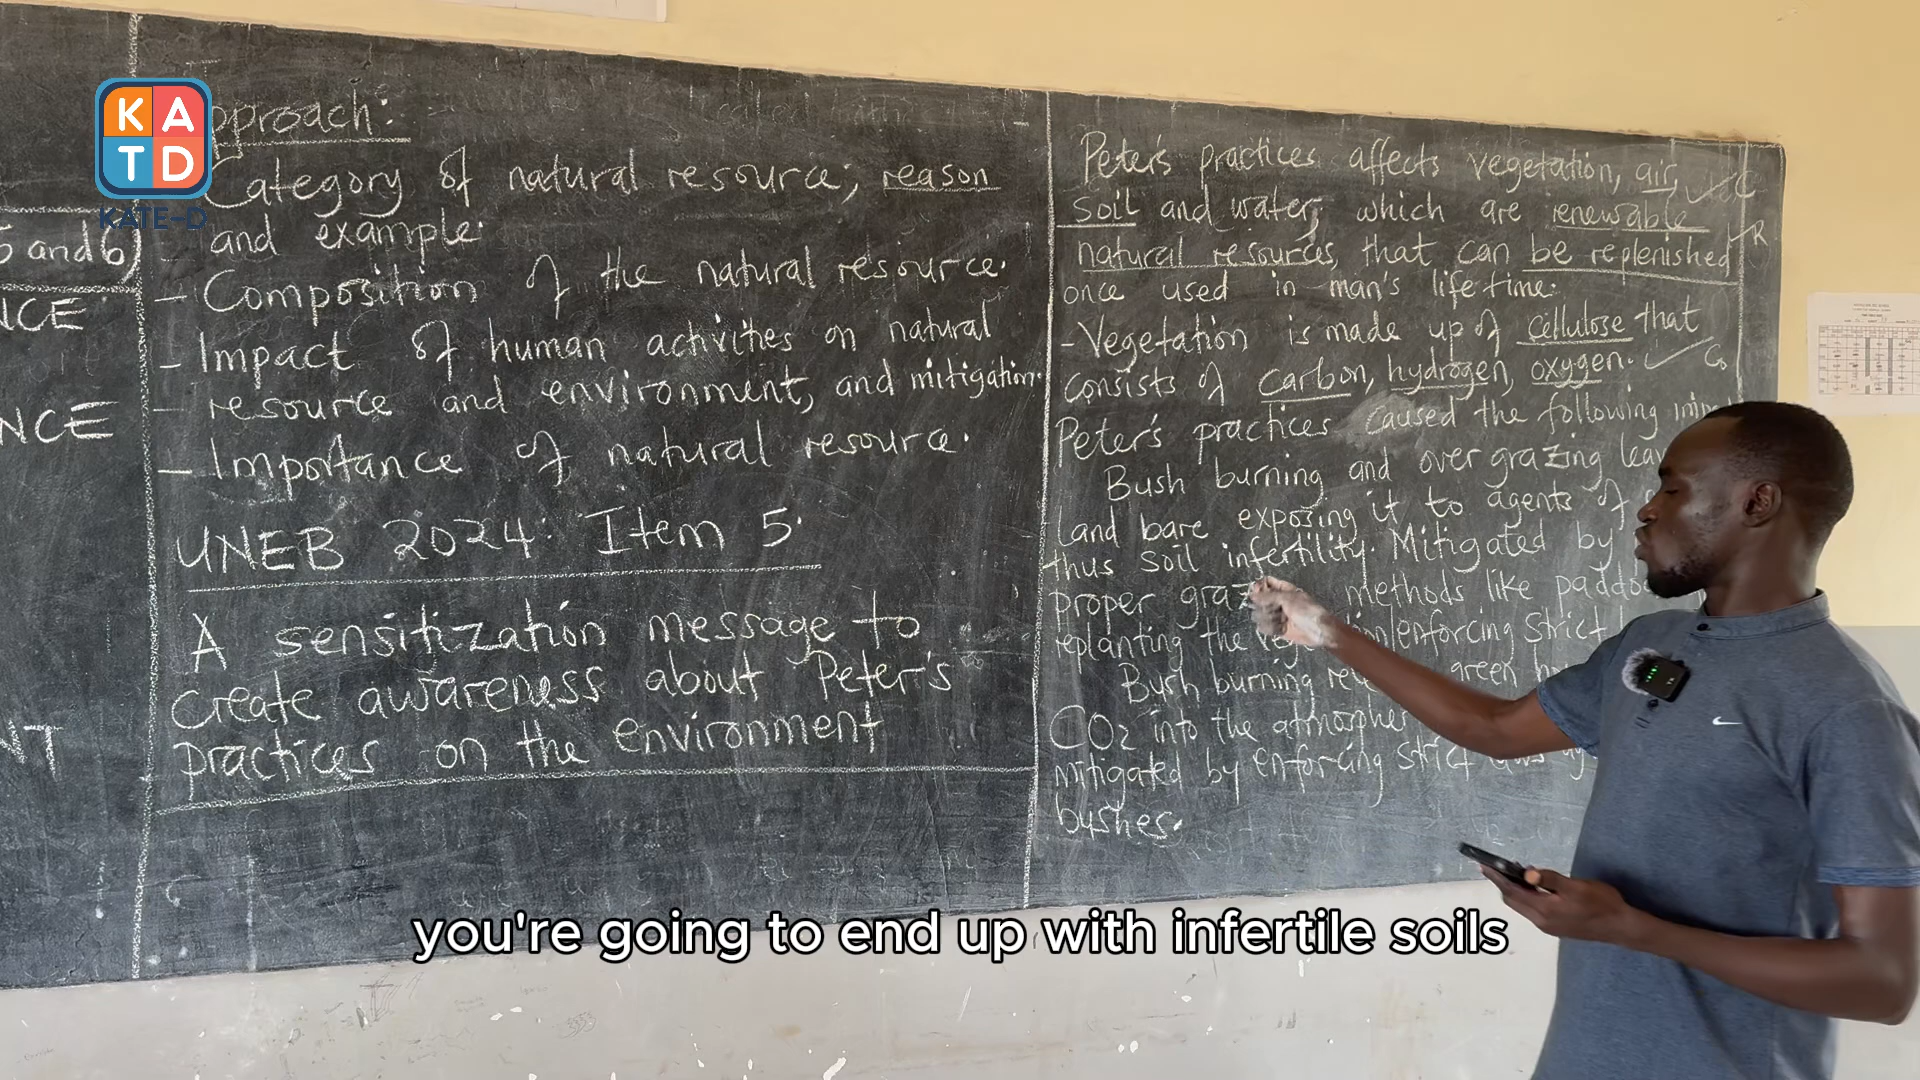 KA
TD
KATE-D
5 and 6)
NCE
NCE
NT
pproach:
Category of natural resource; reason
and example.
- Composition of the natural resource.
- Impact of human activities on natural
- resource and environment, and mitigation.
- Importance of natural resource.
UNEB 2024: Item 5.
A sensitization message to
create awareness about Peter's
practices on the environment
Peter's practices affects vegetation, air,
soil and water, which are renewable
natural resources, that can be replenished
once used in man's lifetime.
- Vegetation is made up of cellulose that
consists of carbon, hydrogen, oxygen.
Peter's practices caused the following
Bush burning and over grazing
land bare exposing it to agents of
thus soil infertility. Mitigated by
proper methods like
replanting the enforcing strict
Bush burning green
CO2 into the
mitigated by enforcing strict
bushes.
you're going to end up with infertile soils